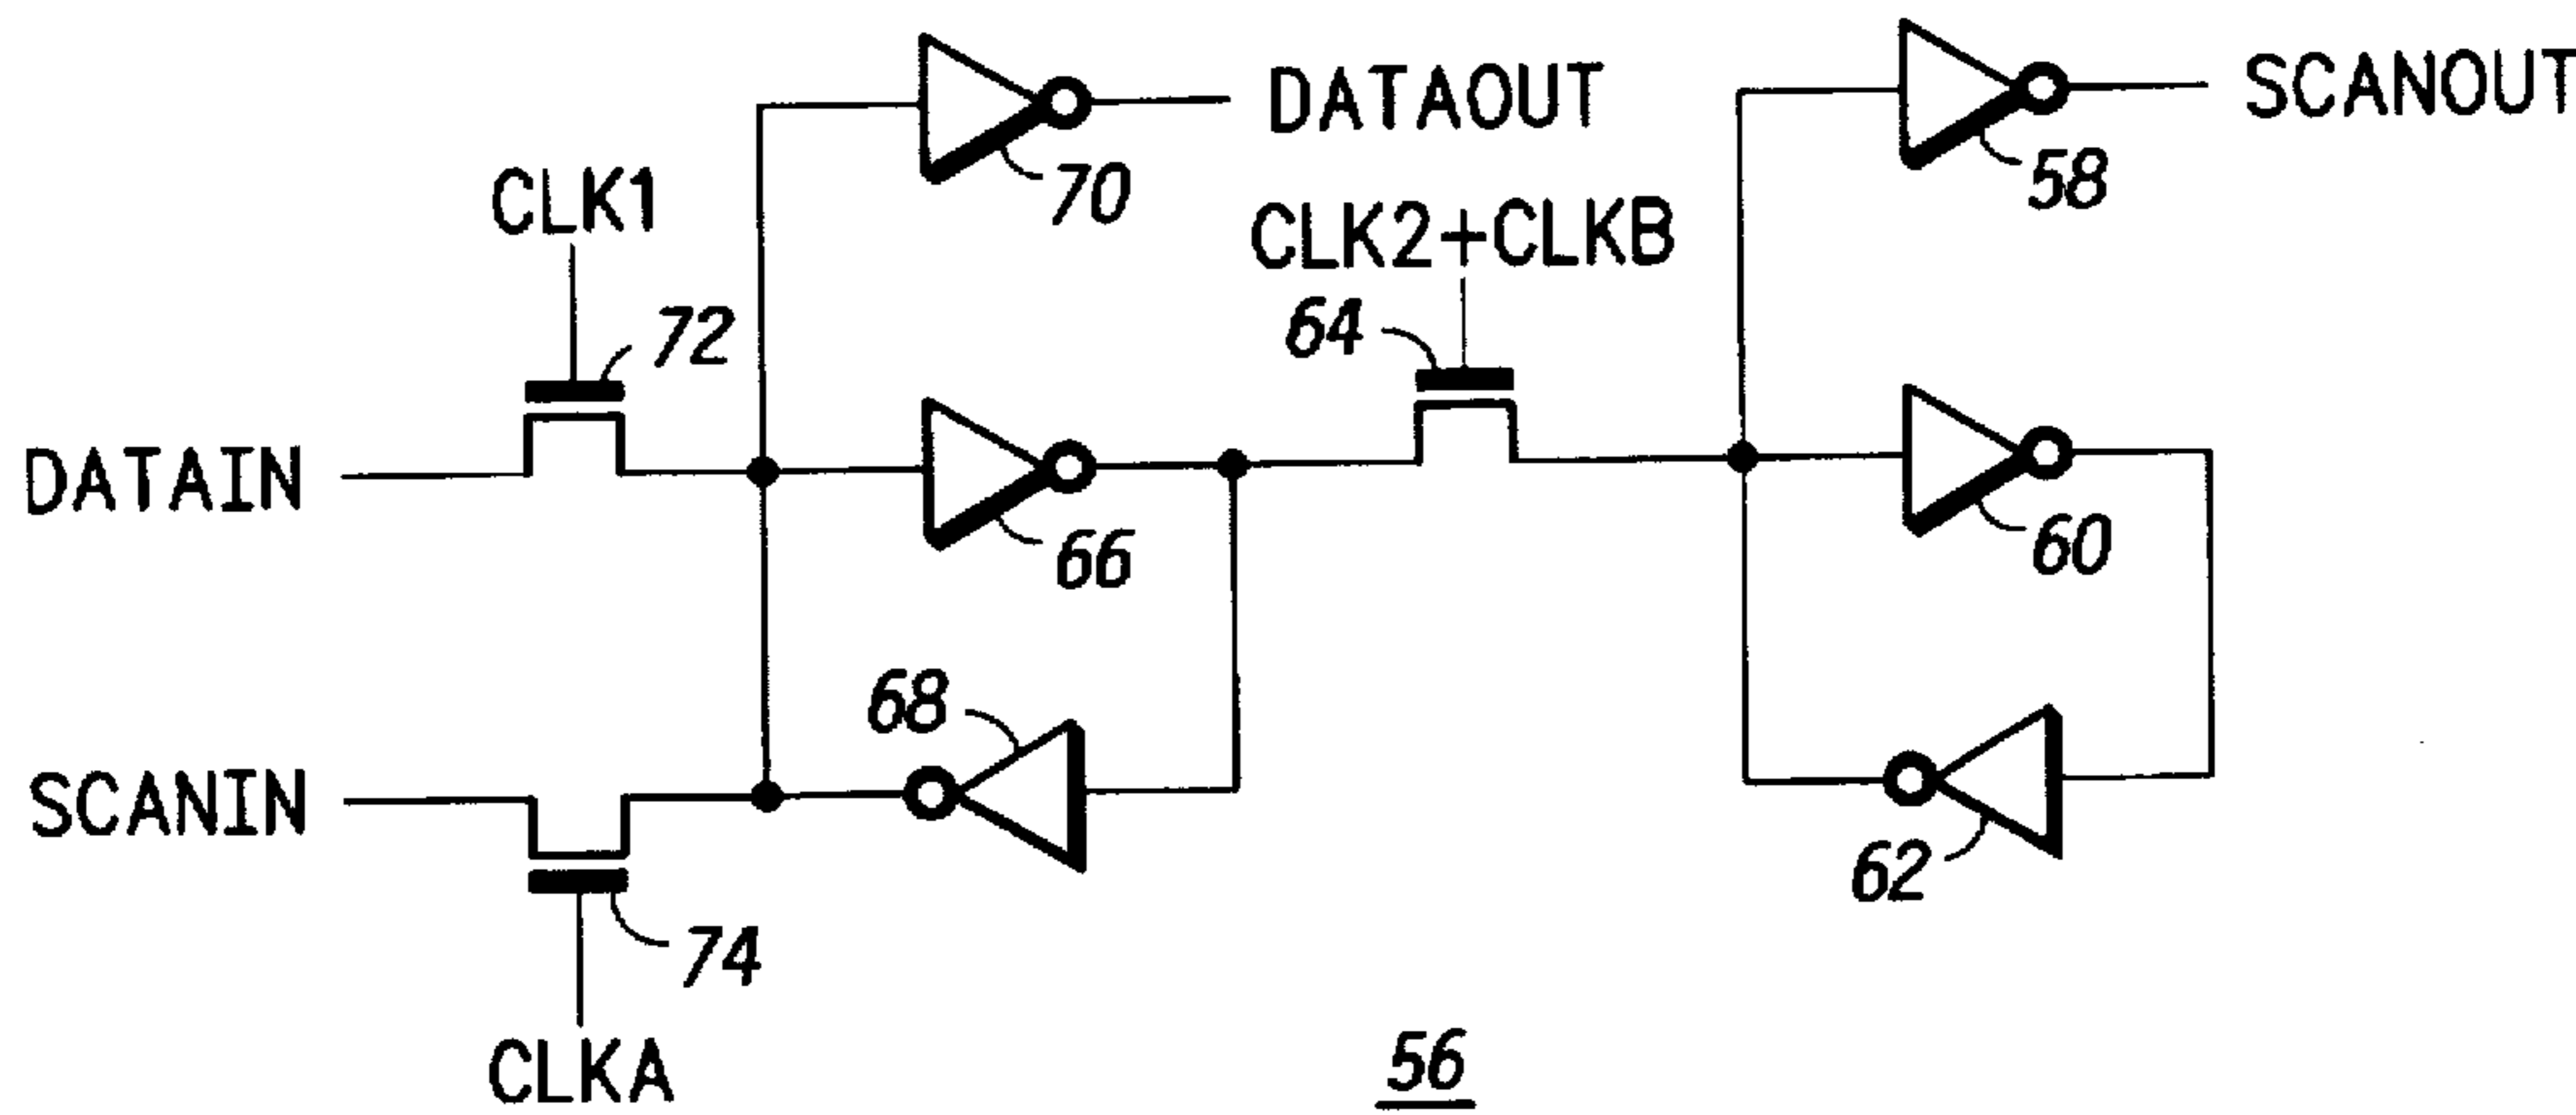 DATAOUT
SCANOUT
70
58
CLK1
CLK2+CLKB
72
64
DATAIN
66
60
68
SCANIN
62
74
CLKA
56